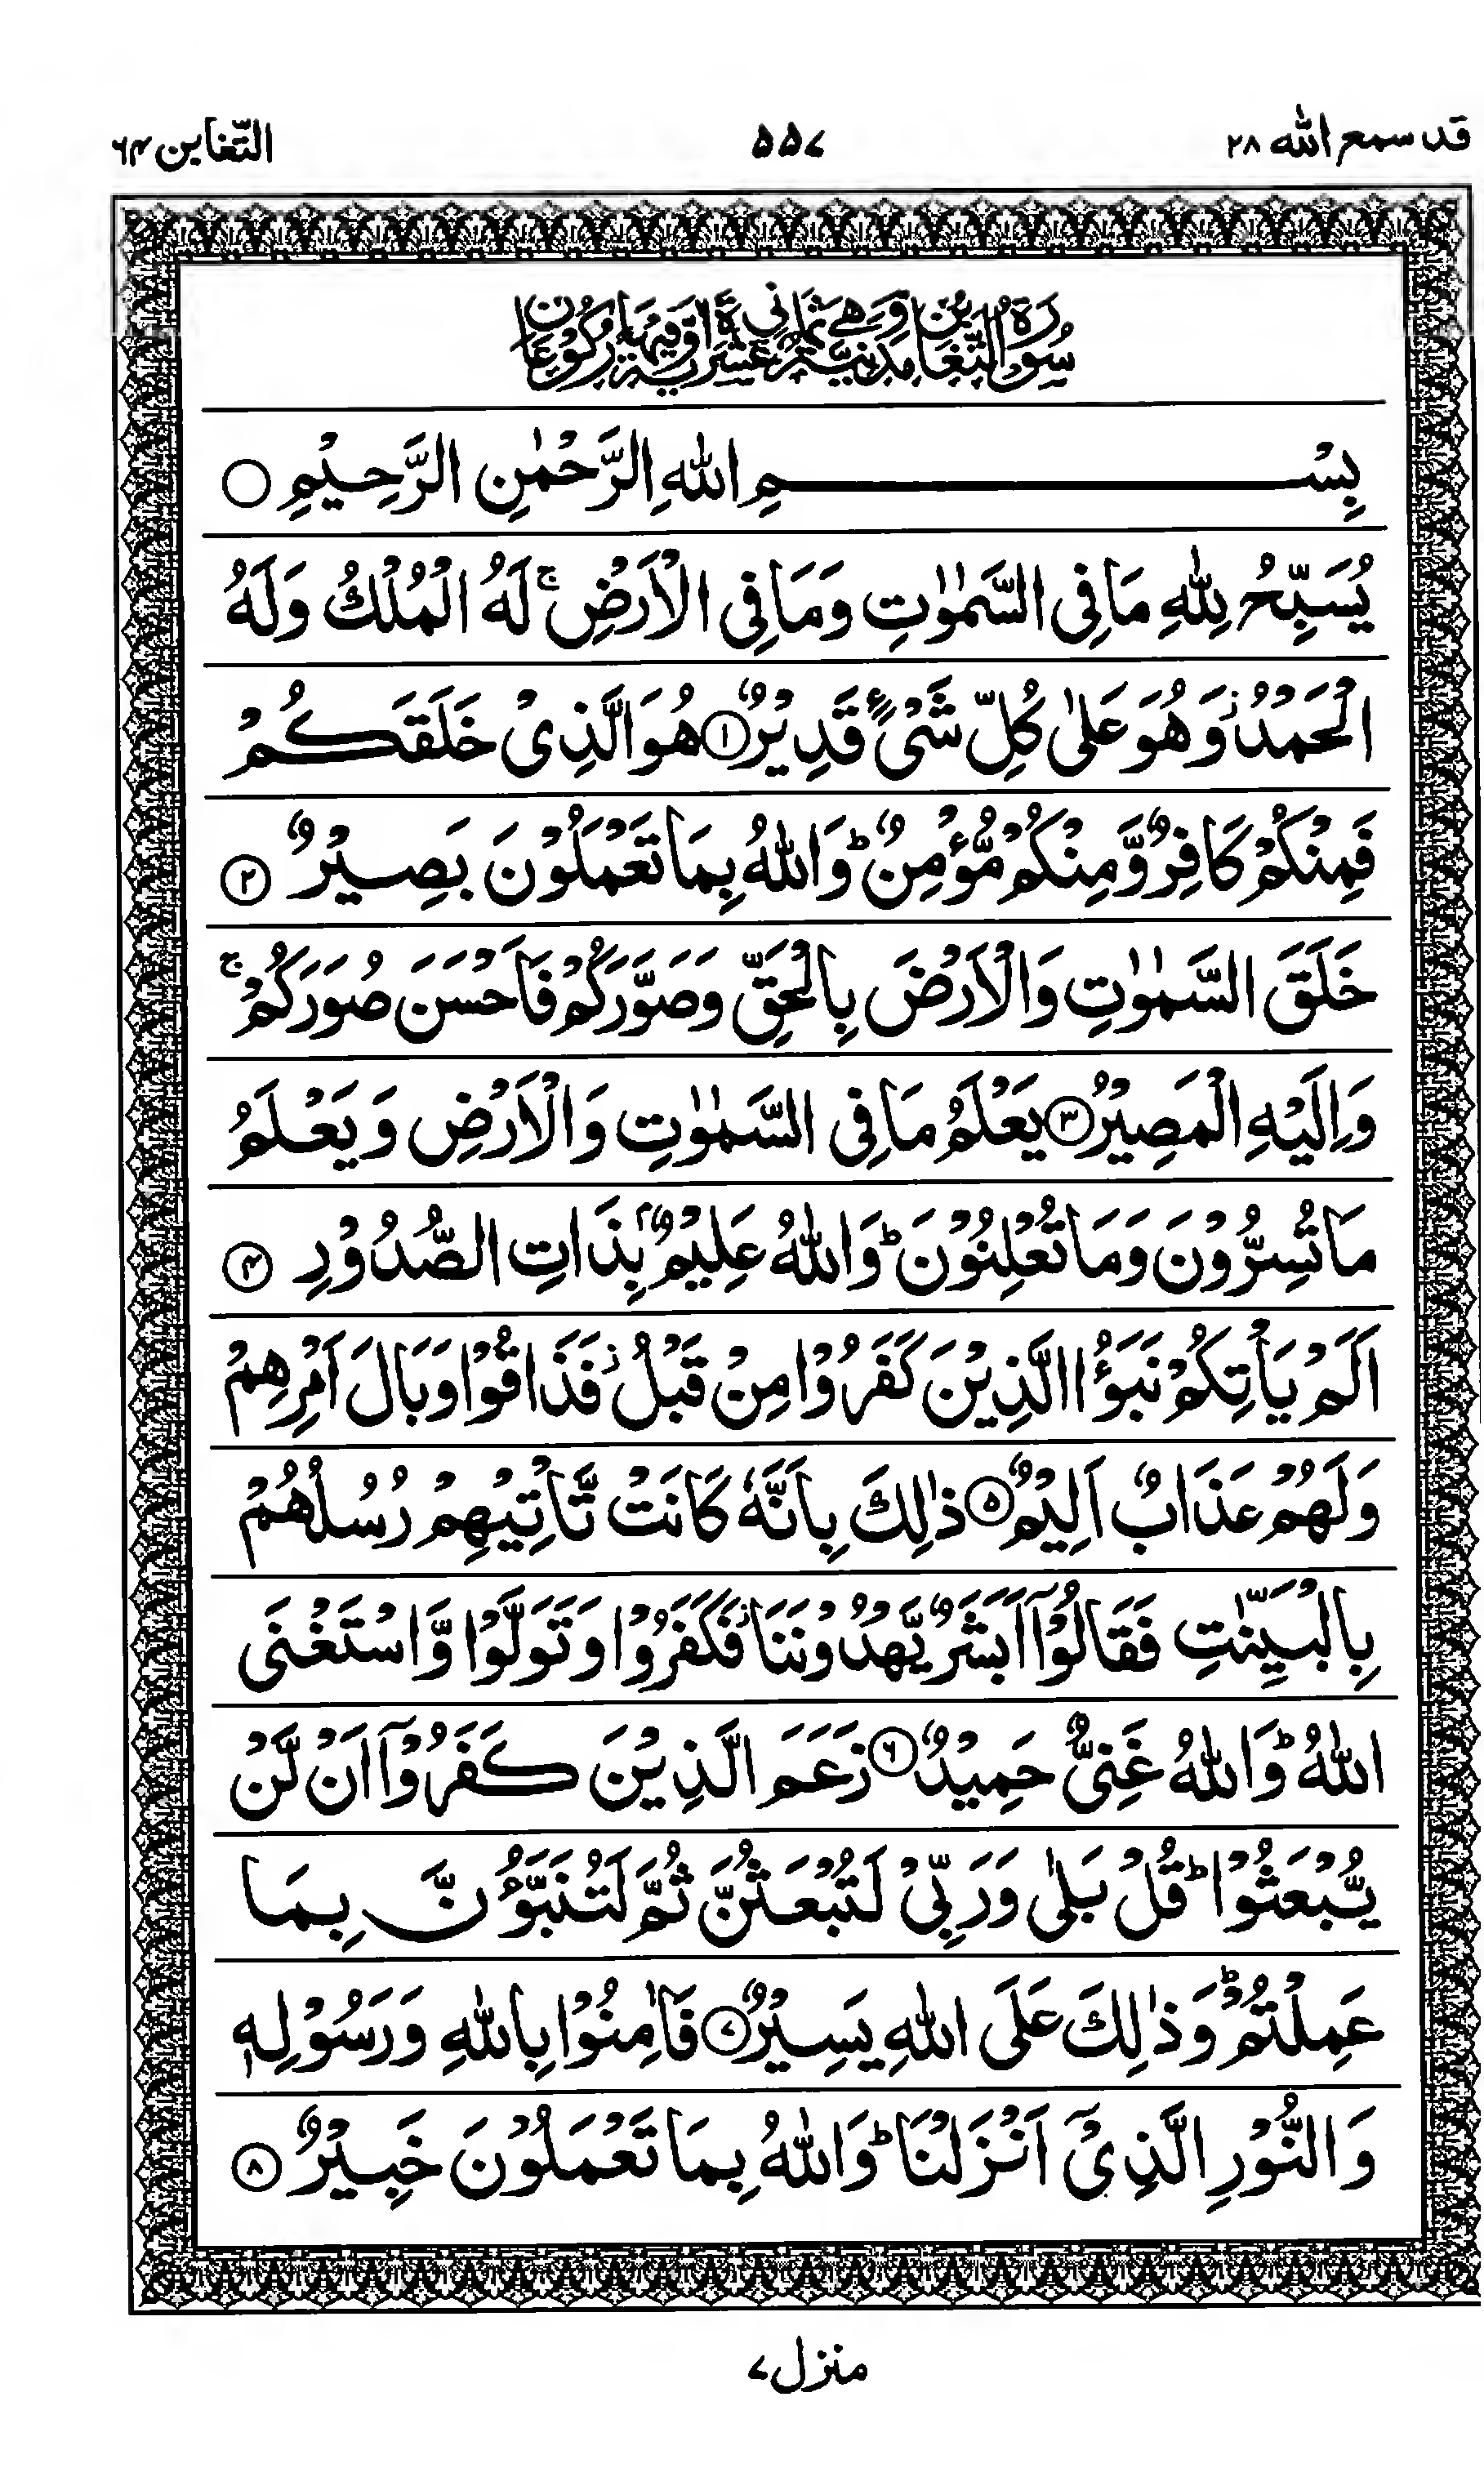 قد سمع الله ٢٨
٥٥٧
التّغابن ٦٤
سُوْرَةُ التَّغَابُنِ مَدَنِيَّةٌ وَّهِيَ ثَمَانِيَ عَشْرَةَ اٰيَةً وَّفِيْهَا رُكُوْعَانِ
بِسْمِ اللّٰهِ الرَّحْمٰنِ الرَّحِيْمِ ○
يُسَبِّحُ لِلّٰهِ مَا فِی السَّمٰوٰتِ وَمَا فِی الْاَرْضِ ۚ لَهُ الْمُلْكُ وَلَهُ
الْحَمْدُ ؗ وَهُوَ عَلٰی كُلِّ شَیْءٍ قَدِيْرٌ ① هُوَ الَّذِیْ خَلَقَكُمْ
فَمِنْكُمْ كَافِرٌ وَّمِنْكُمْ مُّؤْمِنٌ ؕ وَاللّٰهُ بِمَا تَعْمَلُوْنَ بَصِيْرٌ ②
خَلَقَ السَّمٰوٰتِ وَالْاَرْضَ بِالْحَقِّ وَصَوَّرَكُمْ فَاَحْسَنَ صُوَرَكُمْ ۚ
وَاِلَيْهِ الْمَصِيْرُ ③ يَعْلَمُ مَا فِی السَّمٰوٰتِ وَالْاَرْضِ وَيَعْلَمُ
مَا تُسِرُّوْنَ وَمَا تُعْلِنُوْنَ ؕ وَاللّٰهُ عَلِيْمٌۢ بِذَاتِ الصُّدُوْرِ ④
اَلَمْ يَاْتِكُمْ نَبَؤُا الَّذِيْنَ كَفَرُوْا مِنْ قَبْلُ ؗ فَذَاقُوْا وَبَالَ اَمْرِهِمْ
وَلَهُمْ عَذَابٌ اَلِيْمٌ ⑤ ذٰلِكَ بِاَنَّهٗ كَانَتْ تَّاْتِيْهِمْ رُسُلُهُمْ
بِالْبَيِّنٰتِ فَقَالُوْۤا اَبَشَرٌ يَّهْدُوْنَنَا ؗ فَكَفَرُوْا وَتَوَلَّوْا وَّاسْتَغْنَی
اللّٰهُ ؕ وَاللّٰهُ غَنِیٌّ حَمِيْدٌ ⑥ زَعَمَ الَّذِيْنَ كَفَرُوْۤا اَنْ لَّنْ
يُّبْعَثُوْا ؕ قُلْ بَلٰی وَرَبِّیْ لَتُبْعَثُنَّ ثُمَّ لَتُنَبَّؤُنَّ بِمَا
عَمِلْتُمْ ؕ وَذٰلِكَ عَلَی اللّٰهِ يَسِيْرٌ ⑦ فَاٰمِنُوْا بِاللّٰهِ وَرَسُوْلِهٖ
وَالنُّوْرِ الَّذِیْۤ اَنْزَلْنَا ؕ وَاللّٰهُ بِمَا تَعْمَلُوْنَ خَبِيْرٌ ⑧
منزل ٧